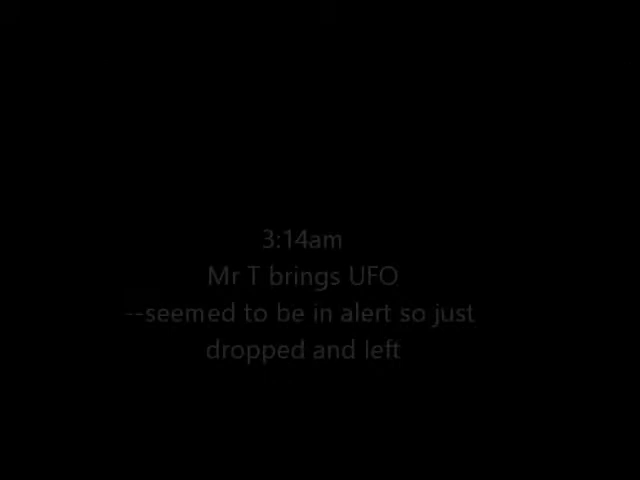 3:14am
Mr T brings UFO
--seemed to be in alert so just
dropped and left